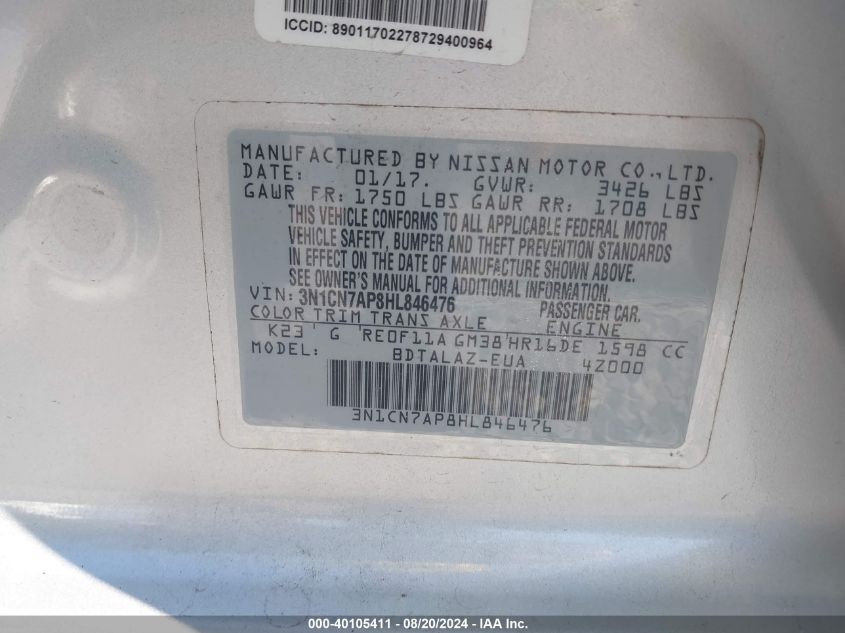 ICCID: 89011702278729400964
MANUFACTURED BY NISSAN MOTOR CO., LTD.
DATE: 01/17. GVWR: 3426 LBS
GAWR FR: 1750 LBS GAWR RR: 1708 LBS
THIS VEHICLE CONFORMS TO ALL APPLICABLE FEDERAL MOTOR
VEHICLE SAFETY, BUMPER AND THEFT PREVENTION STANDARDS
IN EFFECT ON THE DATE OF MANUFACTURE SHOWN ABOVE.
SEE OWNER'S MANUAL FOR ADDITIONAL INFORMATION
VIN: 3N1CN7AP8HL846476 PASSENGER CAR.
COLOR TRIM TRANS AXLE ENGINE
K23 G RE0F11A GM38 HR16DE 1598 CC
MODEL: BDTALAZ-EUA 4Z000
3N1CN7AP8HL846476
000-40105411 - 08/20/2024 - IAA Inc.